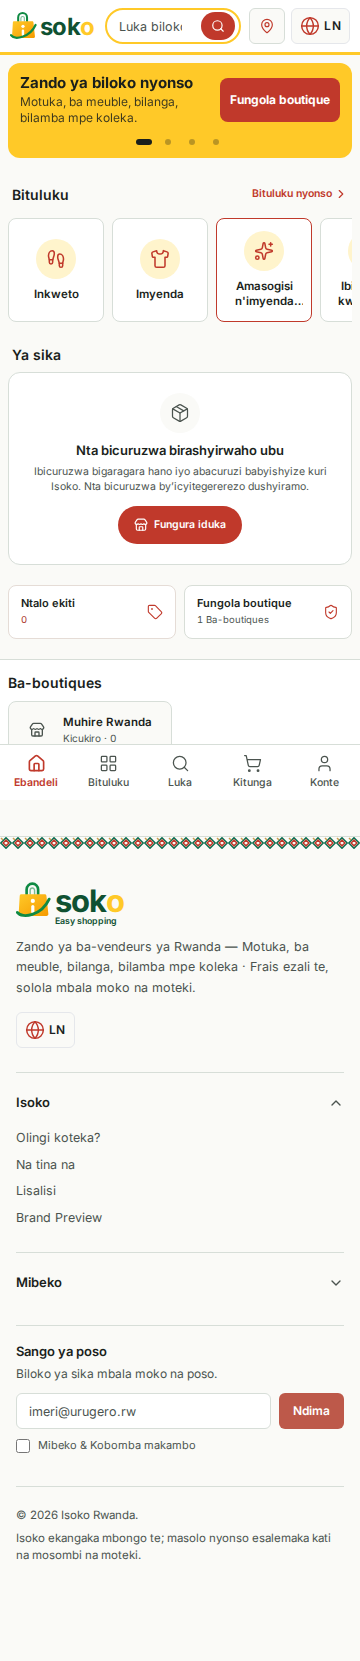 soko
Luka biloko
LN
Zando ya biloko nyonso
Motuka, ba meuble, bilanga,
bilamba mpe koleka.
Fungola boutique
Bituluku
Bituluku nyonso
Inkweto
Imyenda
Amasogisi
n'imyenda...
Ya sika
Nta bicuruzwa birashyirwaho ubu
Ibicuruzwa bigaragara hano iyo abacuruzi babyishyize kuri
Isoko. Nta bicuruzwa by'icyitegererezo dushyiramo.
Fungura iduka
Ntalo ekiti
0
Fungola boutique
1 Ba-boutiques
Ba-boutiques
Muhire Rwanda
Kicukiro · 0
Ebandeli
Bituluku
Luka
Kitunga
Konte
soko
Easy shopping
Zando ya ba-vendeurs ya Rwanda — Motuka, ba
meuble, bilanga, bilamba mpe koleka · Frais ezali te,
solola mbala moko na moteki.
LN
Isoko
Olingi koteka?
Na tina na
Lisalisi
Brand Preview
Mibeko
Sango ya poso
Biloko ya sika mbala moko na poso.
imeri@urugero.rw
Ndima
Mibeko & Kobomba makambo
© 2026 Isoko Rwanda.
Isoko ekangaka mbongo te; masolo nyonso esalemaka kati
na mosombi na moteki.